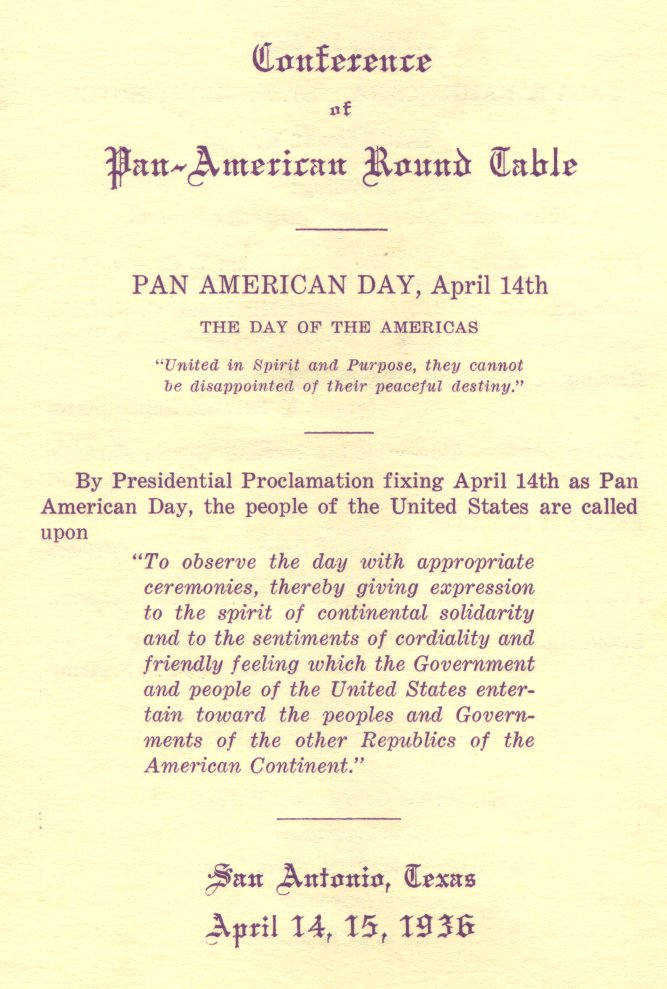 Conference
of
Pan-American Round Table
PAN AMERICAN DAY, April 14th
THE DAY OF THE AMERICAS
"United in Spirit and Purpose, they cannot
be disappointed of their peaceful destiny."
By Presidential Proclamation fixing April 14th as Pan
American Day, the people of the United States are called
upon
"To observe the day with appropriate
ceremonies, thereby giving expression
to the spirit of continental solidarity
and to the sentiments of cordiality and
friendly feeling which the Government
and people of the United States enter-
tain toward the peoples and Govern-
ments of the other Republics of the
American Continent."
San Antonio, Texas
April 14, 15, 1936